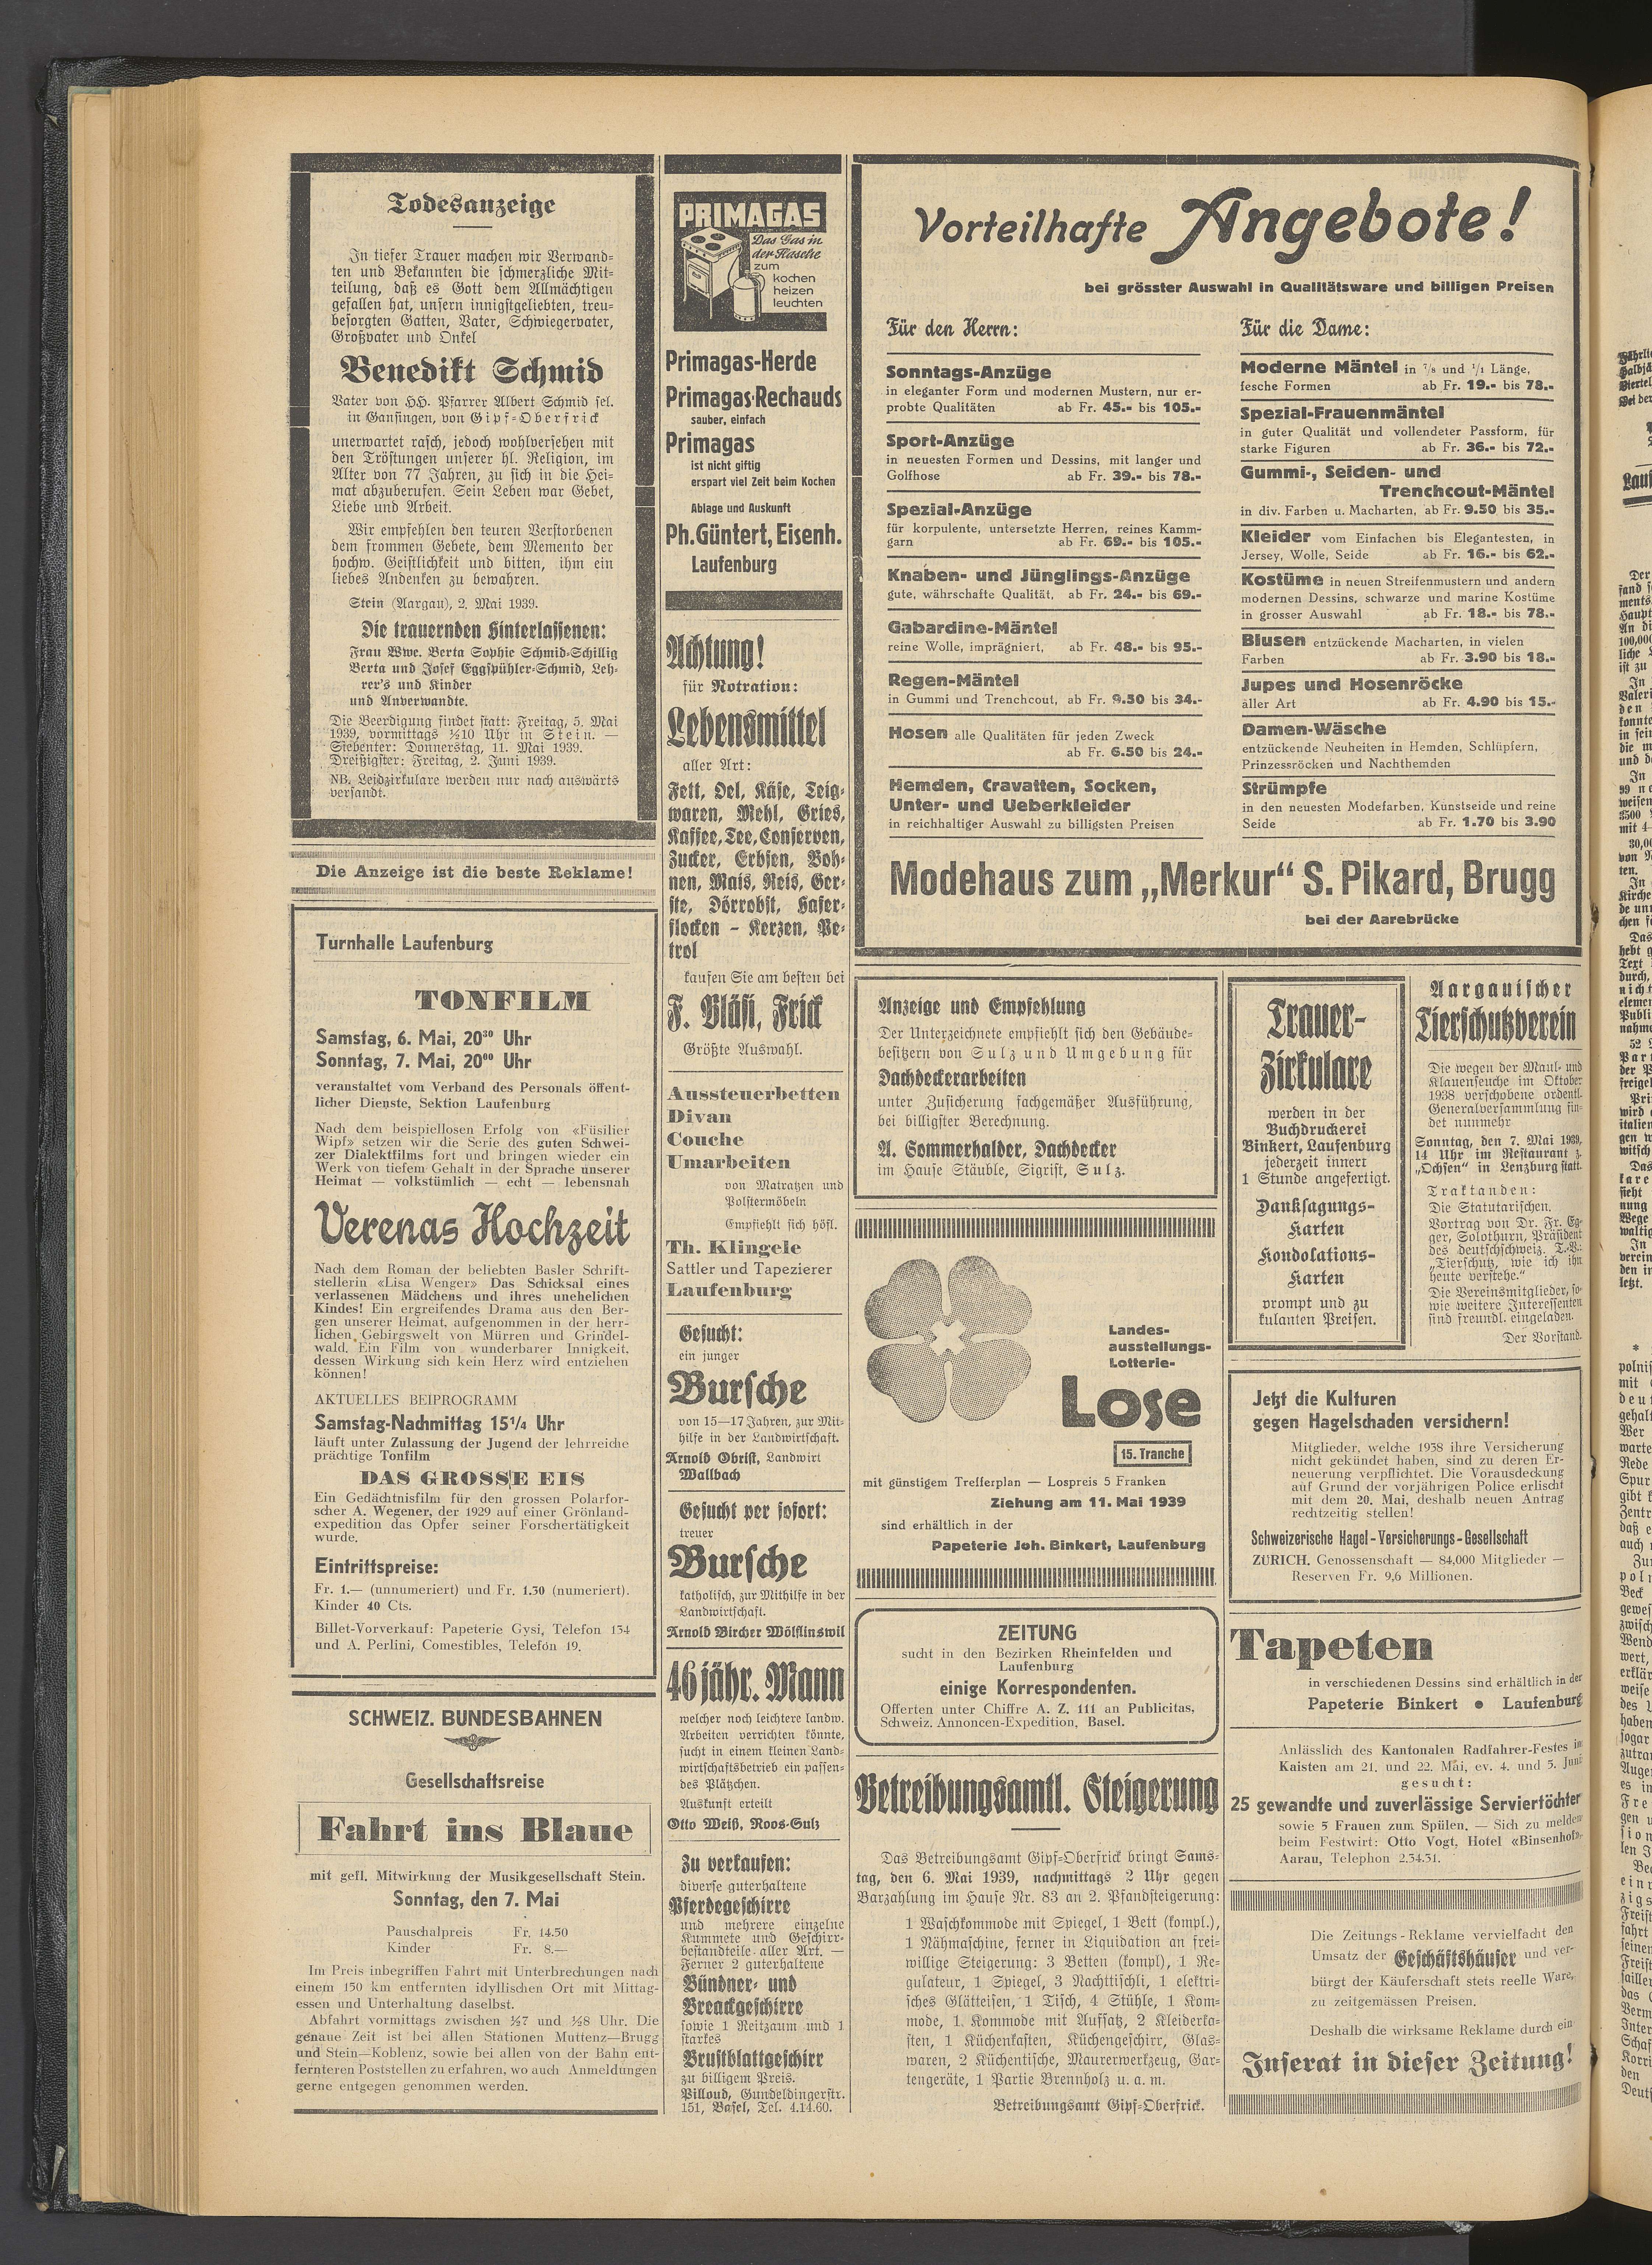 Todesanzeige
In tiefer Trauer machen wir Verwand-
ten und Bekannten die schmerzliche Mit-
teilung, daß es Gott dem Allmächtigen
gefallen hat, unsern innigstgeliebten, treu-
besorgten Gatten, Vater, Schwiegervater,
Großvater und Onkel
Benedikt Schmid
Vater von HH. Pfarrer Albert Schmid sel.
in Gansingen, von Gipf-Oberfrick
unerwartet rasch, jedoch wohlversehen mit
den Tröstungen unserer hl. Religion, im
Alter von 77 Jahren, zu sich in die Hei-
mat abzuberufen. Sein Leben war Gebet,
Liebe und Arbeit.
Wir empfehlen den teuren Verstorbenen
dem frommen Gebete, dem Memento der
hochw. Geistlichkeit und bitten, ihm ein
liebes Andenken zu bewahren.
Stein (Aargau), 2. Mai 1939.
Die trauernden Hinterlassenen:
Frau Wwe. Berta Sophie Schmid-Schillig
Berta und Josef Eggspühler-Schmid, Leh-
rer's und Kinder
und Anverwandte.
Die Beerdigung findet statt: Freitag, 5. Mai
1939, vormittags ½10 Uhr in Stein. —
Siebenter: Donnerstag, 11. Mai 1939.
Dreißigster: Freitag, 2. Juni 1939.
NB. Leidzirkulare werden nur nach auswärts
versandt.
Die Anzeige ist die beste Reklame!
Turnhalle Laufenburg
TONFILM
Samstag, 6. Mai, 20³⁰ Uhr
Sonntag, 7. Mai, 20⁰⁰ Uhr
veranstaltet vom Verband des Personals öffent-
licher Dienste, Sektion Laufenburg
Nach dem beispiellosen Erfolg von «Füsilier
Wipf» setzen wir die Serie des guten Schwei-
zer Dialektfilms fort und bringen wieder ein
Werk von tiefem Gehalt in der Sprache unserer
Heimat — volkstümlich — echt — lebensnah
Verenas Hochzeit
Nach dem Roman der beliebten Basler Schrift-
stellerin «Lisa Wenger» Das Schicksal eines
verlassenen Mädchens und ihres unehelichen
Kindes! Ein ergreifendes Drama aus den Ber-
gen unserer Heimat, aufgenommen in der herr-
lichen Gebirgswelt von Mürren und Grindel-
wald. Ein Film von wunderbarer Innigkeit,
dessen Wirkung sich kein Herz wird entziehen
können!
AKTUELLES BEIPROGRAMM
Samstag-Nachmittag 15¼ Uhr
läuft unter Zulassung der Jugend der lehrreiche
prächtige Tonfilm
DAS GROSSE EIS
Ein Gedächtnisfilm für den grossen Polarfor-
scher A. Wegener, der 1929 auf einer Grönland-
expedition das Opfer seiner Forschertätigkeit
wurde.
Eintrittspreise:
Fr. 1.— (unnumeriert) und Fr. 1.30 (numeriert).
Kinder 40 Cts.
Billet-Vorverkauf: Papeterie Gysi, Telefon 134
und A. Perlini, Comestibles, Telefon 19.
SCHWEIZ. BUNDESBAHNEN
Gesellschaftsreise
Fahrt ins Blaue
mit gefl. Mitwirkung der Musikgesellschaft Stein.
Sonntag, den 7. Mai
Pauschalpreis Fr. 14.50
Kinder Fr. 8.—
Im Preis inbegriffen Fahrt mit Unterbrechungen nach
einem 150 km entfernten idyllischen Ort mit Mittag-
essen und Unterhaltung daselbst.
Abfahrt vormittags zwischen ½7 und ½8 Uhr. Die
genaue Zeit ist bei allen Stationen Muttenz—Brugg
und Stein—Koblenz, sowie bei allen von der Bahn ent-
fernteren Poststellen zu erfahren, wo auch Anmeldungen
gerne entgegen genommen werden.
PRIMAGAS
Das Gas in
der Flasche
zum
kochen
heizen
leuchten
Primagas-Herde
Primagas-Rechauds
sauber, einfach
Primagas
ist nicht giftig
erspart viel Zeit beim Kochen
Ablage und Auskunft
Ph. Güntert, Eisenh.
Laufenburg
Achtung!
für Notration:
Lebensmittel
aller Art:
Fett, Oel, Käse, Teig-
waren, Mehl, Gries,
Kaffee, Tee, Conserven,
Zucker, Erbsen, Boh-
nen, Mais, Reis, Ger-
ste, Dörrobst, Hafer-
flocken - Kerzen, Pe-
trol
kaufen Sie am besten bei
F. Bläsi, Frick
Größte Auswahl.
Aussteuerbetten
Divan
Couche
Umarbeiten
von Matratzen und
Polstermöbeln
Empfiehlt sich höfl.
Th. Klingele
Sattler und Tapezierer
Laufenburg
Gesucht:
ein junger
Bursche
von 15—17 Jahren, zur Mit-
hilfe in der Landwirtschaft.
Arnold Obrist, Landwirt
Wallbach
Gesucht per sofort:
treuer
Bursche
katholisch, zur Mithilfe in der
Landwirtschaft.
Arnold Bircher Wölflinswil
46jähr. Mann
welcher noch leichtere landw.
Arbeiten verrichten könnte,
sucht in einem kleinen Land-
wirtschaftsbetrieb ein passen-
des Plätzchen.
Auskunft erteilt
Otto Weiß, Roos-Sulz
Zu verkaufen:
diverse guterhaltene
Pferdegeschirre
und mehrere einzelne
Kummete und Geschirr-
bestandteile aller Art. —
Ferner 2 guterhaltene
Bündner- und
Breackgeschirre
sowie 1 Reitzaum und 1
starkes
Brustblattgeschirr
zu billigem Preis.
Pilloud, Gundeldingerstr.
151, Basel, Tel. 4.14.60.
Vorteilhafte Angebote!
bei grösster Auswahl in Qualitätsware und billigen Preisen
Für den Herrn:
Sonntags-Anzüge
in eleganter Form und modernen Mustern, nur er-
probte Qualitäten ab Fr. 45.- bis 105.-
Sport-Anzüge
in neuesten Formen und Dessins, mit langer und
Golfhose ab Fr. 39.- bis 78.-
Spezial-Anzüge
für korpulente, untersetzte Herren, reines Kamm-
garn ab Fr. 69.- bis 105.-
Knaben- und Jünglings-Anzüge
gute, währschafte Qualität, ab Fr. 24.- bis 69.-
Gabardine-Mäntel
reine Wolle, imprägniert, ab Fr. 48.- bis 95.-
Regen-Mäntel
in Gummi und Trenchcout, ab Fr. 9.50 bis 34.-
Hosen alle Qualitäten für jeden Zweck
ab Fr. 6.50 bis 24.-
Hemden, Cravatten, Socken,
Unter- und Ueberkleider
in reichhaltiger Auswahl zu billigsten Preisen
Für die Dame:
Moderne Mäntel in ⅞ und ¹/₁ Länge,
fesche Formen ab Fr. 19.- bis 78.-
Spezial-Frauenmäntel
in guter Qualität und vollendeter Passform, für
starke Figuren ab Fr. 36.- bis 72.-
Gummi-, Seiden- und
Trenchcout-Mäntel
in div. Farben u. Macharten, ab Fr. 9.50 bis 35.-
Kleider vom Einfachen bis Elegantesten, in
Jersey, Wolle, Seide ab Fr. 16.- bis 62.-
Kostüme in neuen Streifenmustern und andern
modernen Dessins, schwarze und marine Kostüme
in grosser Auswahl ab Fr. 18.- bis 78.-
Blusen entzückende Macharten, in vielen
Farben ab Fr. 3.90 bis 18.-
Jupes und Hosenröcke
aller Art ab Fr. 4.90 bis 15.-
Damen-Wäsche
entzückende Neuheiten in Hemden, Schlüpfern,
Prinzessröcken und Nachthemden
Strümpfe
in den neuesten Modefarben, Kunstseide und reine
Seide ab Fr. 1.70 bis 3.90
Modehaus zum „Merkur“ S. Pikard, Brugg
bei der Aarebrücke
Anzeige und Empfehlung
Der Unterzeichnete empfiehlt sich den Gebäude-
besitzern von Sulz und Umgebung für
Dachdeckerarbeiten
unter Zusicherung fachgemäßer Ausführung,
bei billigster Berechnung.
A. Sommerhalder, Dachdecker
im Hause Stäuble, Sigrist, Sulz.
Landes-
ausstellungs-
Lotterie-
Lose
15. Tranche
mit günstigem Trefferplan — Lospreis 5 Franken
Ziehung am 11. Mai 1939
sind erhältlich in der
Papeterie Joh. Binkert, Laufenburg
ZEITUNG
sucht in den Bezirken Rheinfelden und
Laufenburg
einige Korrespondenten.
Offerten unter Chiffre A. Z. 111 an Publicitas,
Schweiz. Annoncen-Expedition, Basel.
Betreibungsamtl. Steigerung
Das Betreibungsamt Gipf-Oberfrick bringt Sams-
tag, den 6. Mai 1939, nachmittags 2 Uhr gegen
Barzahlung im Hause Nr. 83 an 2. Pfandsteigerung:
1 Waschkommode mit Spiegel, 1 Bett (kompl.),
1 Nähmaschine, ferner in Liquidation an frei-
willige Steigerung: 3 Betten (kompl), 1 Re-
gulateur, 1 Spiegel, 3 Nachttischli, 1 elektri-
sches Glätteisen, 1 Tisch, 4 Stühle, 1 Kom-
mode, 1 Kommode mit Aufsatz, 2 Kleiderka-
sten, 1 Küchenkasten, Küchengeschirr, Glas-
waren, 2 Küchentische, Maurerwerkzeug, Gar-
tengeräte, 1 Partie Brennholz u. a. m.
Betreibungsamt Gipf-Oberfrick.
Trauer-
Zirkulare
werden in der
Buchdruckerei
Binkert, Laufenburg
jederzeit innert
1 Stunde angefertigt.
Danksagungs-
Karten
Kondolations-
Karten
prompt und zu
kulanten Preisen.
Aargauischer
Tierschutzverein
Die wegen der Maul- und
Klauenseuche im Oktober
1938 verschobene ordentl.
Generalversammlung fin-
det nunmehr
Sonntag, den 7. Mai 1939,
14 Uhr im Restaurant z.
„Ochsen“ in Lenzburg statt.
Traktanden:
Die Statutarischen.
Vortrag von Dr. Fr. Eg-
ger, Solothurn, Präsident
des deutschschweiz. T.-V.:
„Tierschutz, wie ich ihn
heute verstehe.“
Die Vereinsmitglieder, so-
wie weitere Interessenten
sind freundl. eingeladen.
Der Vorstand.
Jetzt die Kulturen
gegen Hagelschaden versichern!
Mitglieder, welche 1938 ihre Versicherung
nicht gekündet haben, sind zu deren Er-
neuerung verpflichtet. Die Vorausdeckung
auf Grund der vorjährigen Police erlischt
mit dem 20. Mai, deshalb neuen Antrag
rechtzeitig stellen!
Schweizerische Hagel-Versicherungs-Gesellschaft
ZÜRICH. Genossenschaft — 84,000 Mitglieder —
Reserven Fr. 9,6 Millionen.
Tapeten
in verschiedenen Dessins sind erhältlich in der
Papeterie Binkert • Laufenburg
Anlässlich des Kantonalen Radfahrer-Festes in
Kaisten am 21. und 22. Mai, ev. 4. und 5. Juni
gesucht:
25 gewandte und zuverlässige Serviertöchter
sowie 5 Frauen zum Spülen. — Sich zu melden
beim Festwirt: Otto Vogt, Hotel «Binsenhof»,
Aarau, Telephon 2.34.31.
Die Zeitungs-Reklame vervielfacht den
Umsatz der Geschäftshäuser und ver-
bürgt der Käuferschaft stets reelle Ware,
zu zeitgemässen Preisen.
Deshalb die wirksame Reklame durch ein
Inserat in dieser Zeitung!